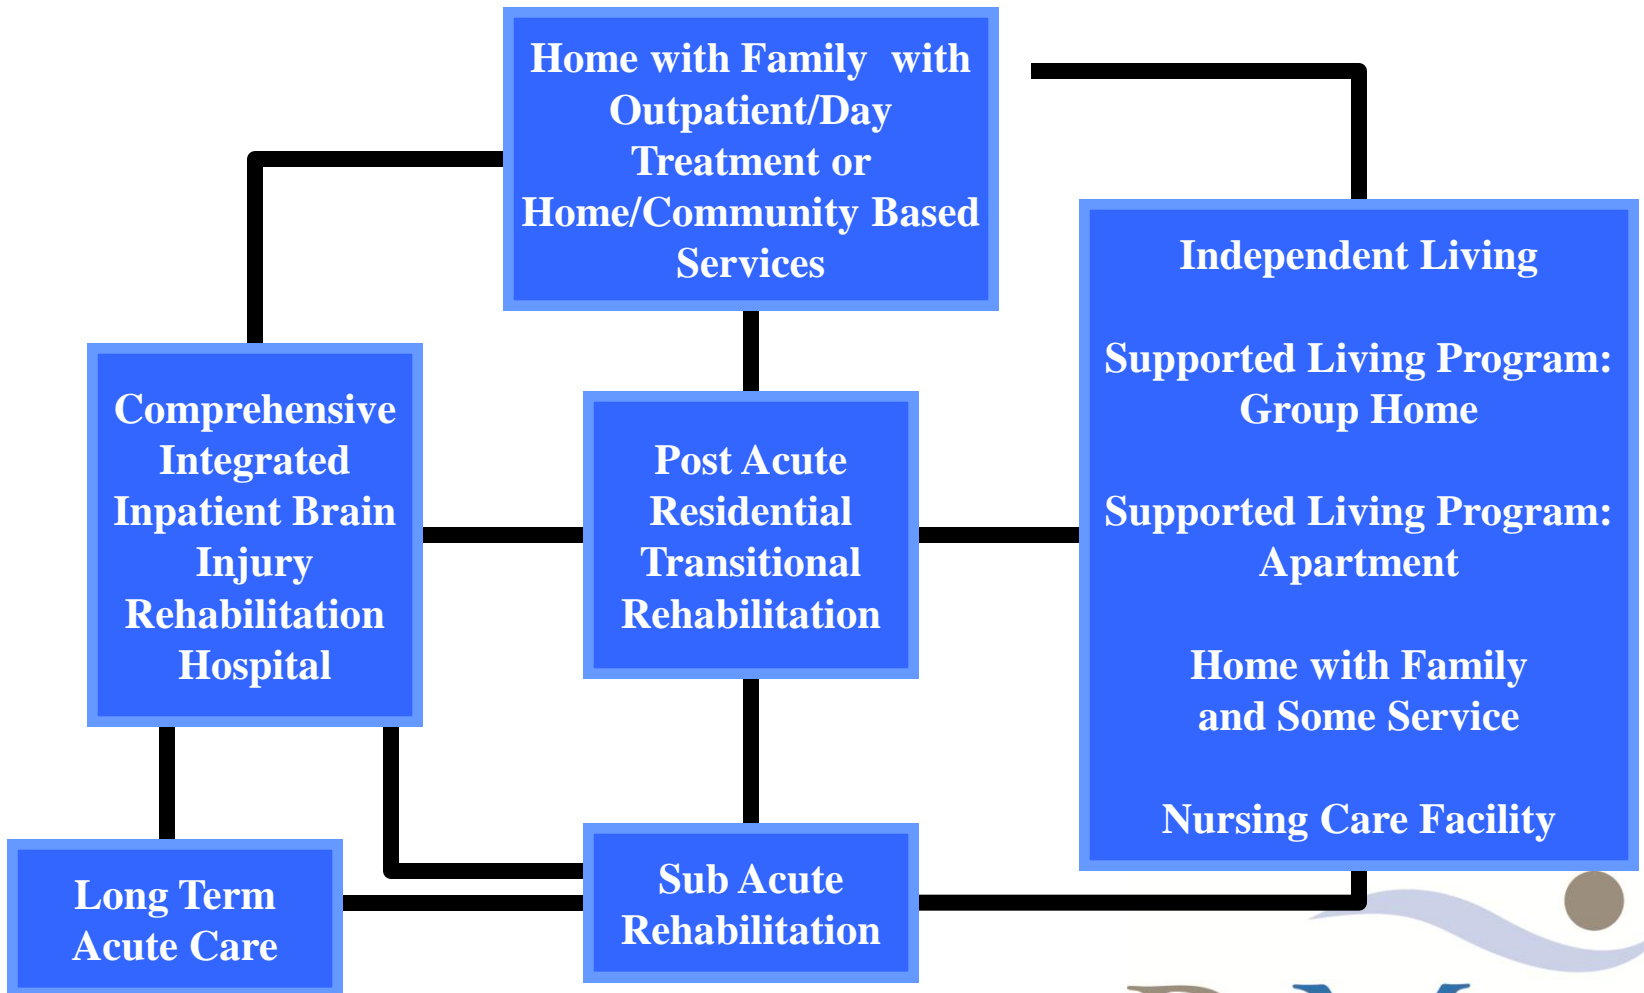 Home with Family with
Outpatient/Day
Treatment or
Home/Community Based
Services
Independent Living
Supported Living Program:
Group Home
Supported Living Program:
Apartment
Home with Family
and Some Service
Nursing Care Facility
Comprehensive
Integrated
Inpatient Brain
Injury
Rehabilitation
Hospital
Post Acute
Residential
Transitional
Rehabilitation
Long Term
Acute Care
Sub Acute
Rehabilitation